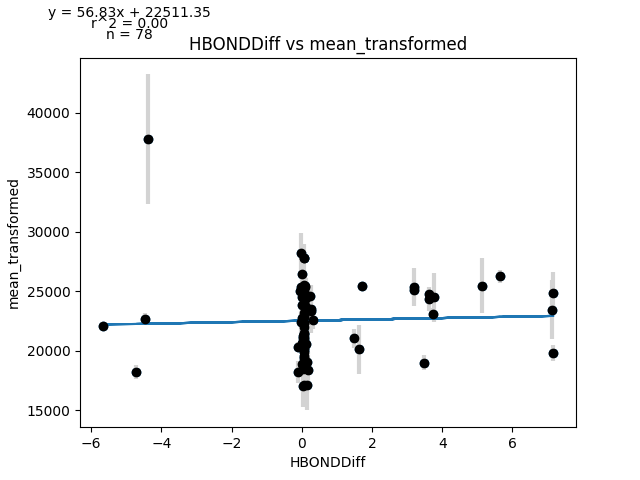 y = 56.83x + 22511.35
r^2 = 0.00
n = 78
HBONDDiff vs mean_transformed
mean_transformed
40000
35000
30000
25000
20000
15000
−6
−4
−2
0
2
4
6
HBONDDiff